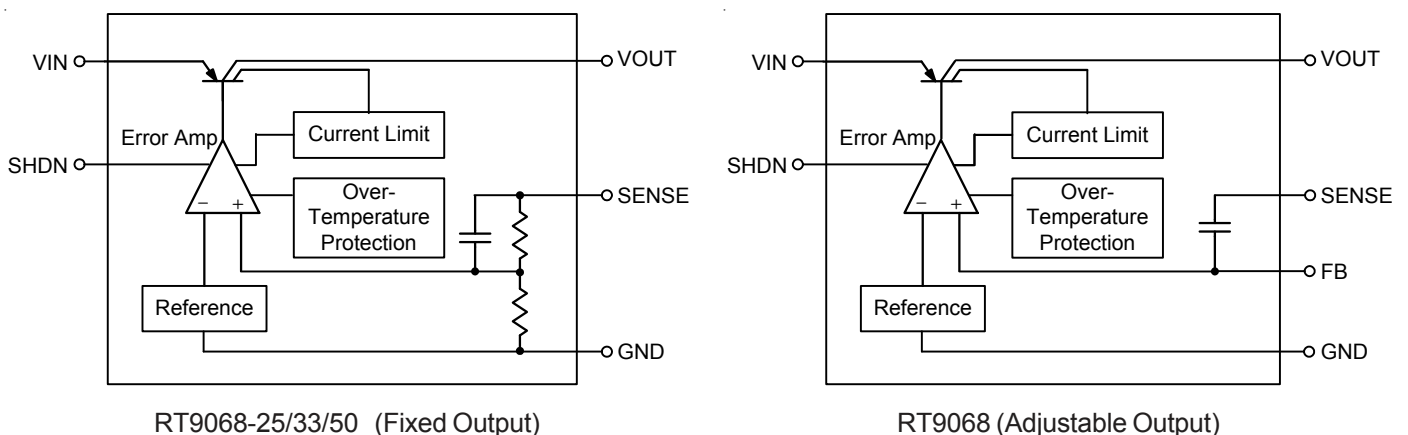 VIN
VOUT
Error Amp
Current Limit
SHDN
Over-
Temperature
Protection
SENSE
− +
Reference
GND
RT9068-25/33/50 (Fixed Output)
VIN
VOUT
Error Amp
Current Limit
SHDN
Over-
Temperature
Protection
SENSE
− +
FB
Reference
GND
RT9068 (Adjustable Output)